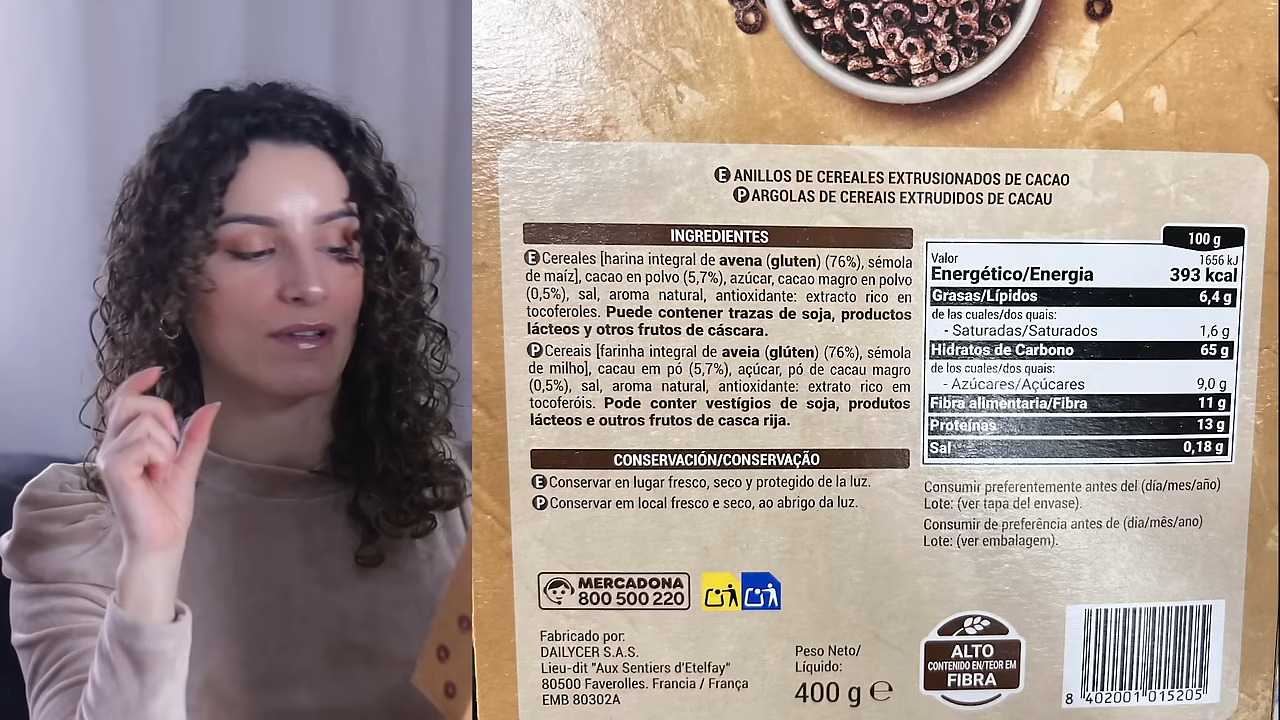 E ANILLOS DE CEREALES EXTRUSIONADOS DE CACAO
P ARGOLAS DE CEREAIS EXTRUDIDOS DE CACAU
INGREDIENTES
E Cereales [harina integral de avena (gluten) (76%), sémola
de maíz], cacao en polvo (5,7%), azúcar, cacao magro en polvo
(0,5%), sal, aroma natural, antioxidante: extracto rico en
tocoferoles. Puede contener trazas de soja, productos
lácteos y otros frutos de cáscara.
P Cereais [farinha integral de aveia (glúten) (76%), sémola
de milho], cacau em pó (5,7%), açúcar, pó de cacau magro
(0,5%), sal, aroma natural, antioxidante: extrato rico em
tocoferóis. Pode conter vestígios de soja, produtos
lácteos e outros frutos de casca rija.
CONSERVACIÓN/CONSERVAÇÃO
E Conservar en lugar fresco, seco y protegido de la luz.
P Conservar em local fresco e seco, ao abrigo da luz.
MERCADONA
800 500 220
Fabricado por:
DAILYCER S.A.S.
Lieu-dit "Aux Sentiers d'Etelfay"
80500 Faverolles. Francia / França
EMB 80302A
Peso Neto/
Líquido:
400 g ℮
100 g
Valor 1656 kJ
Energético/Energia 393 kcal
Grasas/Lípidos 6,4 g
de las cuales/dos quais:
- Saturadas/Saturados 1,6 g
Hidratos de Carbono 65 g
de los cuales/dos quais:
- Azúcares/Açúcares 9,0 g
Fibra alimentaria/Fibra 11 g
Proteínas 13 g
Sal 0,18 g
Consumir preferentemente antes del (día/mes/año)
Lote: (ver tapa del envase).
Consumir de preferência antes de (dia/mês/ano)
Lote: (ver embalagem).
ALTO
CONTENIDO EN/TEOR EM
FIBRA
8 402001 015205